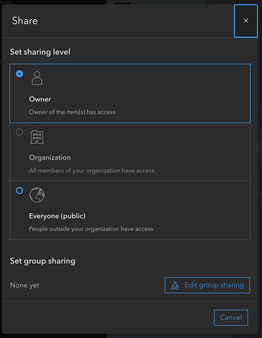 Share
Set sharing level
Owner
Owner of the item(s) has access
Organization
All members of your organization have access
Everyone (public)
People outside your organization have access
Set group sharing
None yet
Edit group sharing
Cancel